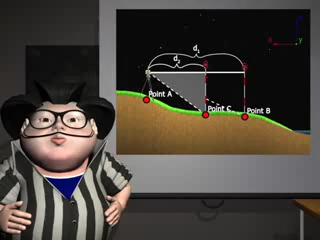 d₁
d₂
y
Point A
Point C
Point B